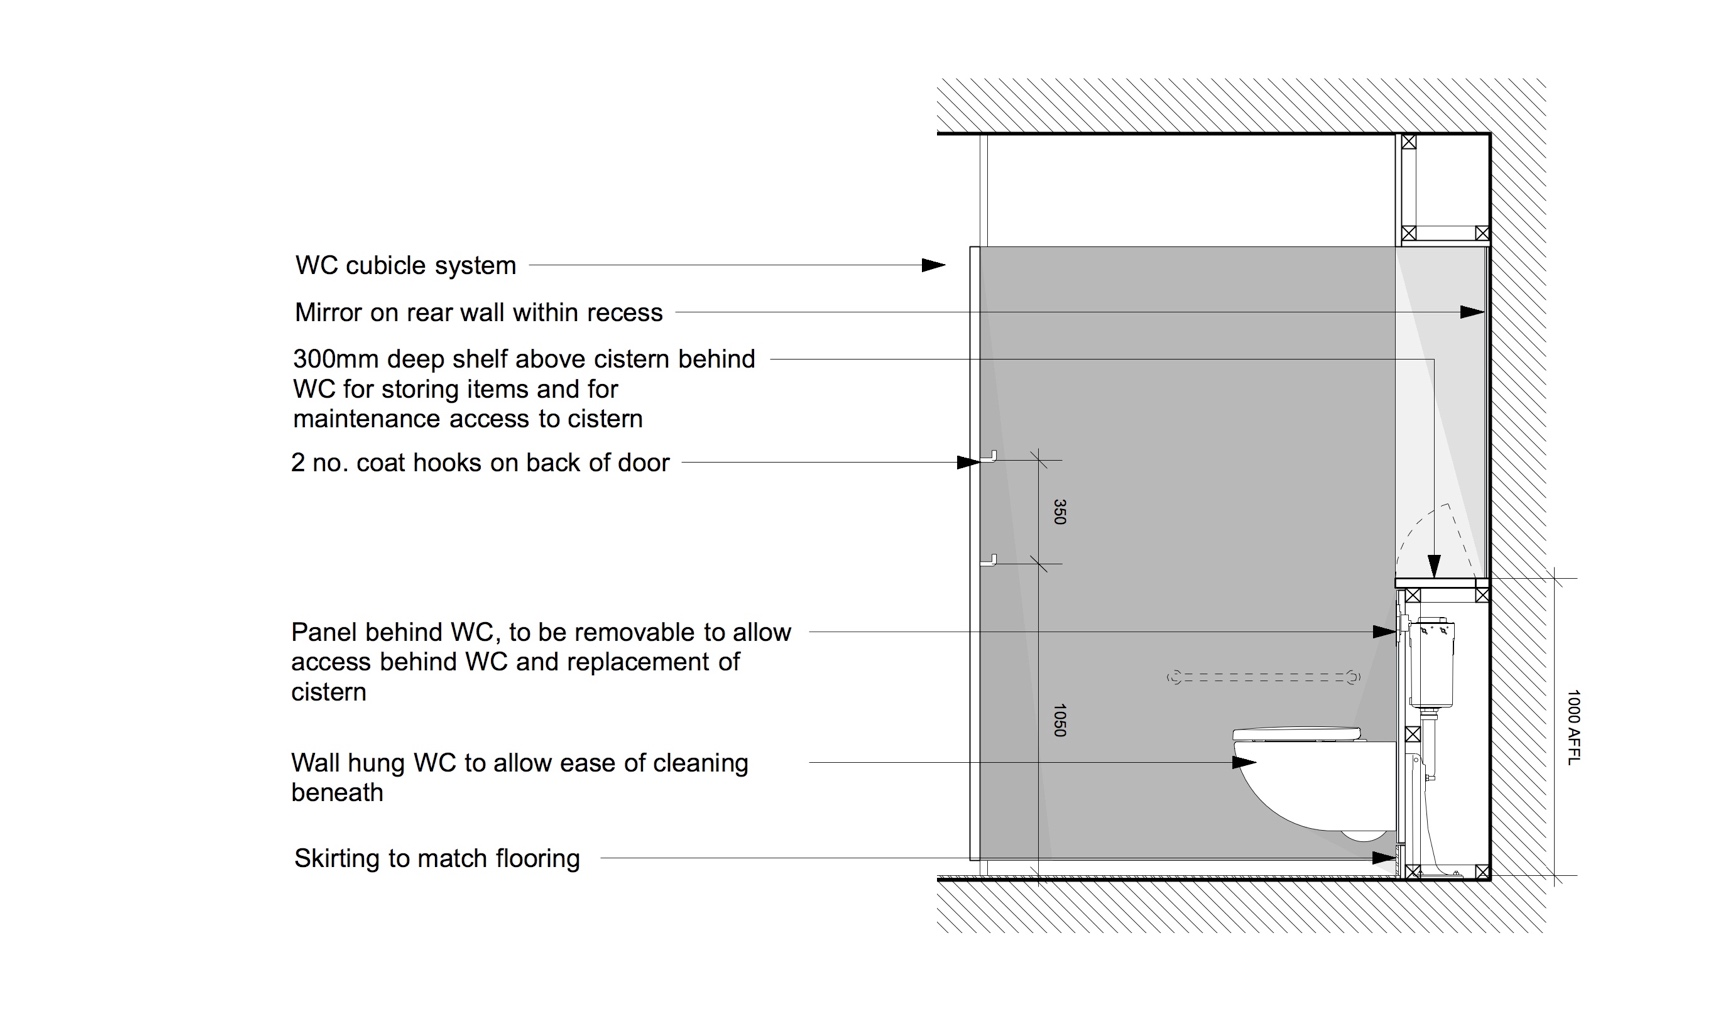 WC cubicle system
Mirror on rear wall within recess
300mm deep shelf above cistern behind
WC for storing items and for
maintenance access to cistern
2 no. coat hooks on back of door
350
Panel behind WC, to be removable to allow
access behind WC and replacement of
cistern
1050
1000 AFFL
Wall hung WC to allow ease of cleaning
beneath
Skirting to match flooring